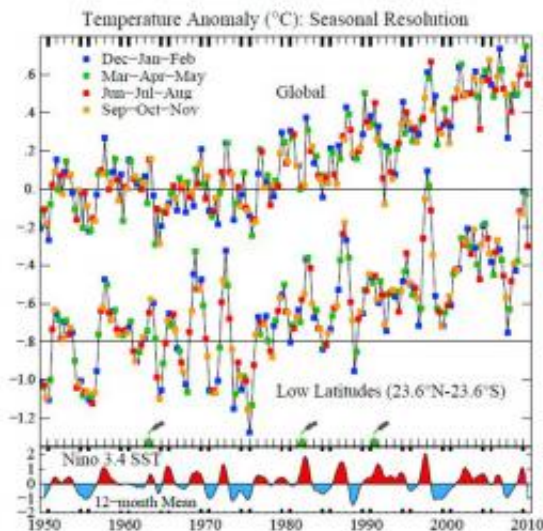 Temperature Anomaly (°C): Seasonal Resolution
Dec-Jan-Feb
Mar-Apr-May
Jun-Jul-Aug
Sep-Oct-Nov
Global
.6
.4
.2
0
-.2
-.4
-.6
-.8
-1.0
-1.2
Low Latitudes (23.6°N-23.6°S)
Nino 3.4 SST
12-month Mean
2
1
0
-1
-2
1950 1960 1970 1980 1990 2000 2010